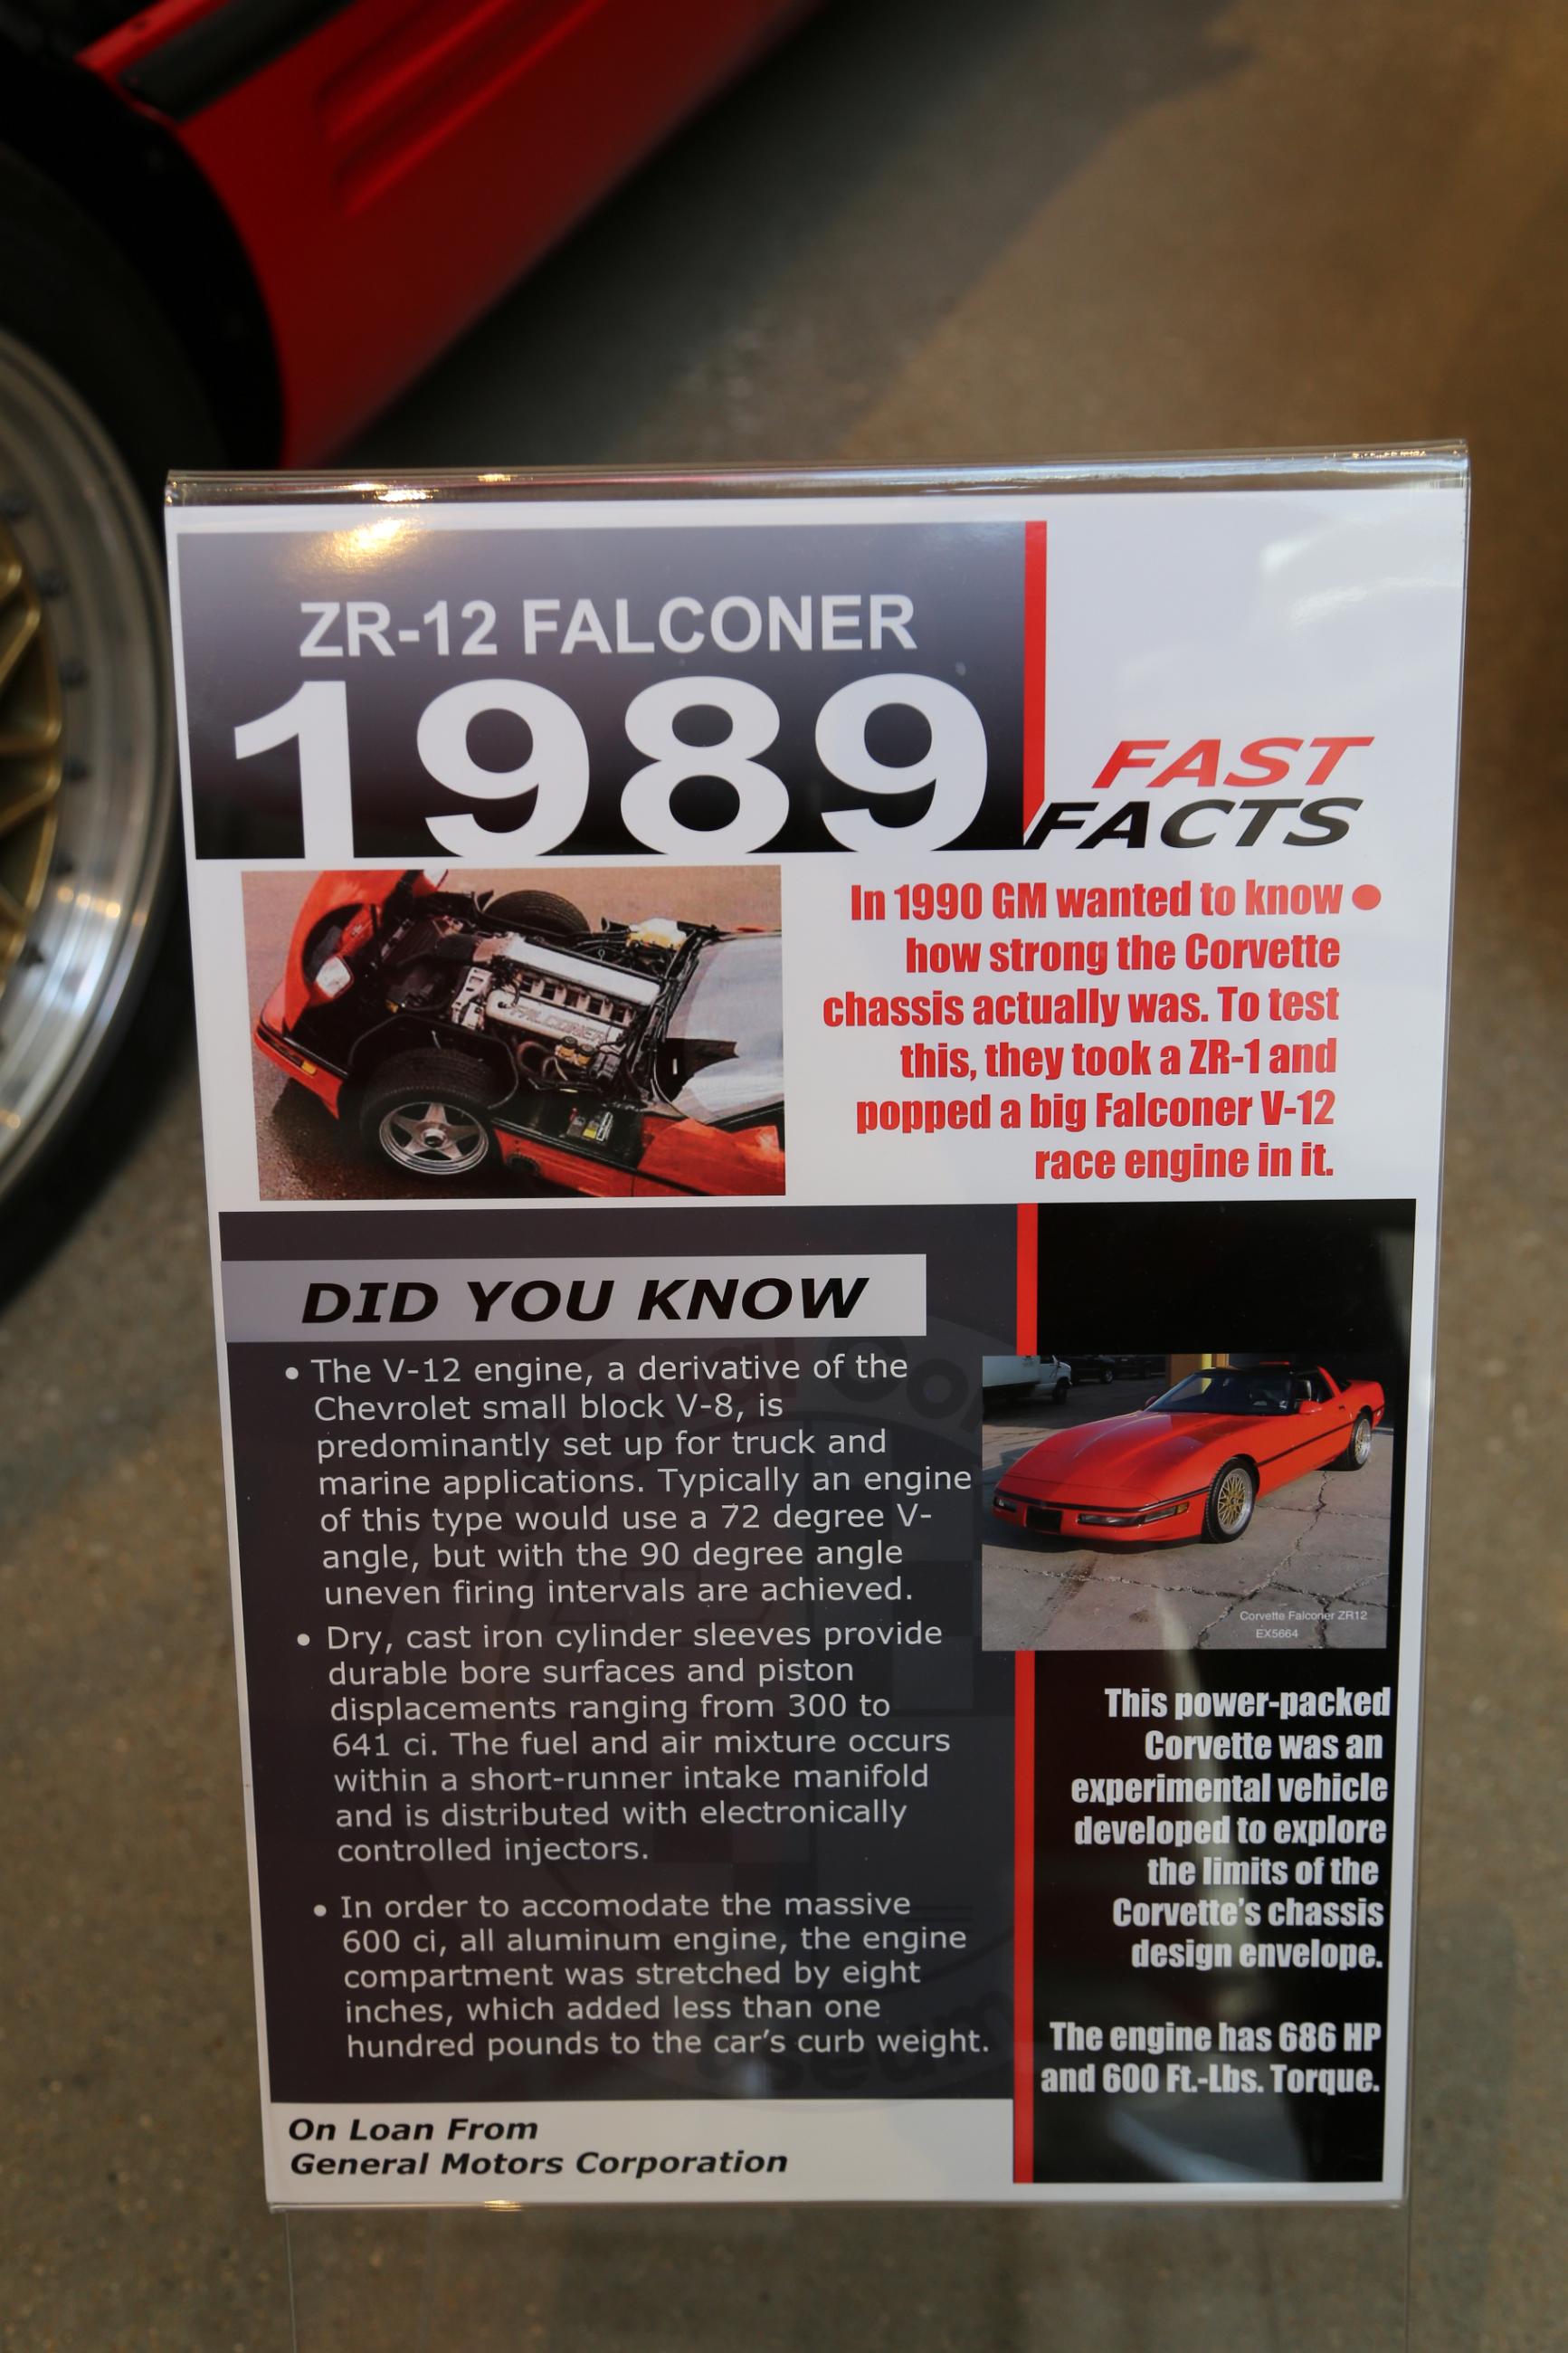 ZR-12 FALCONER
1989
FAST
FACTS
FALCONER
In 1990 GM wanted to know •
how strong the Corvette
chassis actually was. To test
this, they took a ZR-1 and
popped a big Falconer V-12
race engine in it.
DID YOU KNOW
• The V-12 engine, a derivative of the
Chevrolet small block V-8, is
predominantly set up for truck and
marine applications. Typically an engine
of this type would use a 72 degree V-
angle, but with the 90 degree angle
uneven firing intervals are achieved.
• Dry, cast iron cylinder sleeves provide
durable bore surfaces and piston
displacements ranging from 300 to
641 ci. The fuel and air mixture occurs
within a short-runner intake manifold
and is distributed with electronically
controlled injectors.
• In order to accomodate the massive
600 ci, all aluminum engine, the engine
compartment was stretched by eight
inches, which added less than one
hundred pounds to the car's curb weight.
Corvette Falconer ZR12
EX5664
This power-packed
Corvette was an
experimental vehicle
developed to explore
the limits of the
Corvette's chassis
design envelope.
The engine has 686 HP
and 600 Ft.-Lbs. Torque.
On Loan From
General Motors Corporation